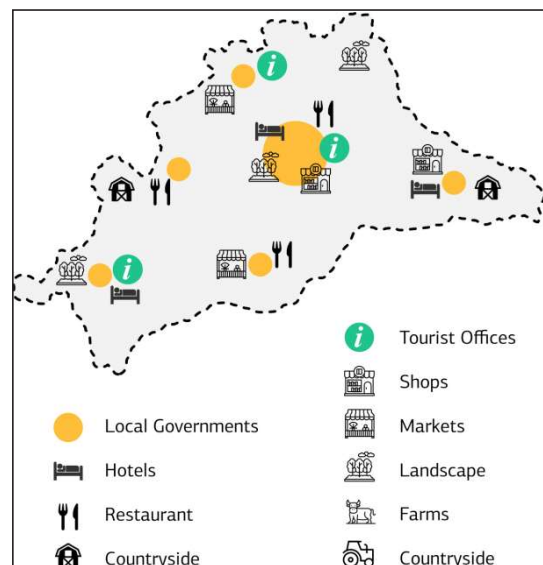 Tourist Offices
Shops
Local Governments
Markets
Hotels
Landscape
Restaurant
Farms
Countryside
Countryside